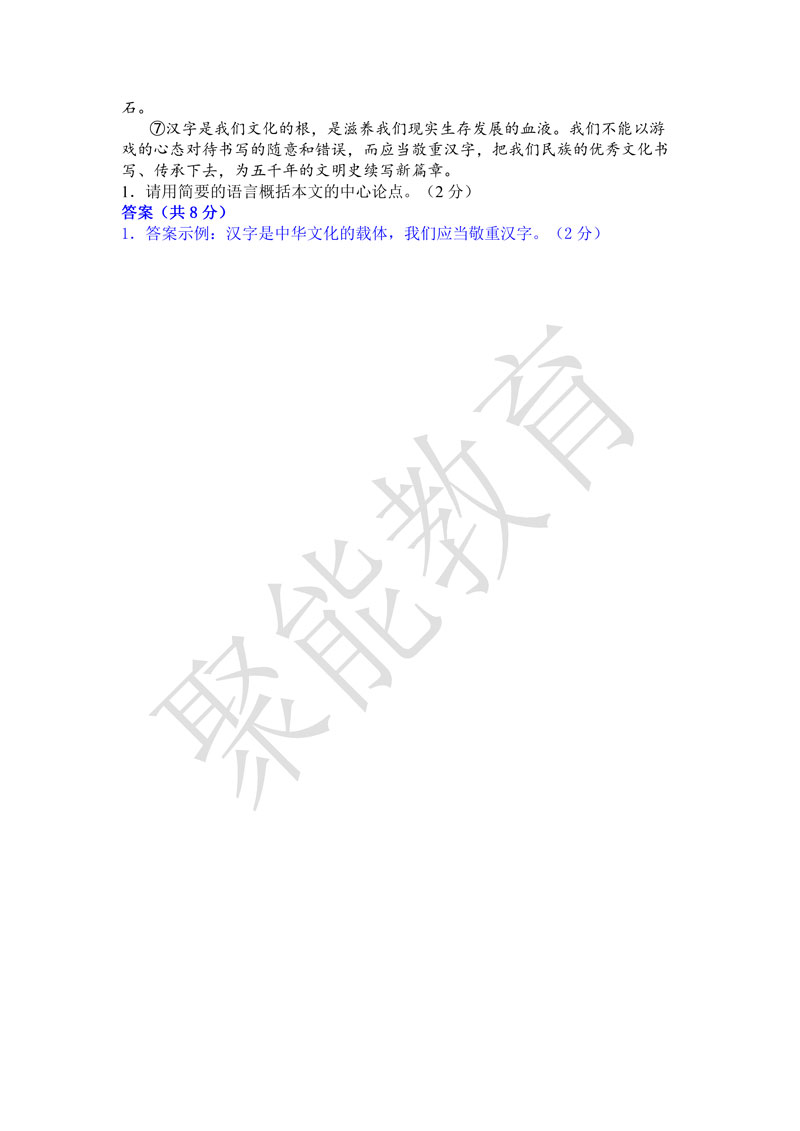 石。
⑦汉字是我们文化的根，是滋养我们现实生存发展的血液。我们不能以游
戏的心态对待书写的随意和错误，而应当敬重汉字，把我们民族的优秀文化书
写、传承下去，为五千年的文明史续写新篇章。
1．请用简要的语言概括本文的中心论点。（2 分）
答案（共 8 分）
1．答案示例：汉字是中华文化的载体，我们应当敬重汉字。（2 分）
聚能教育